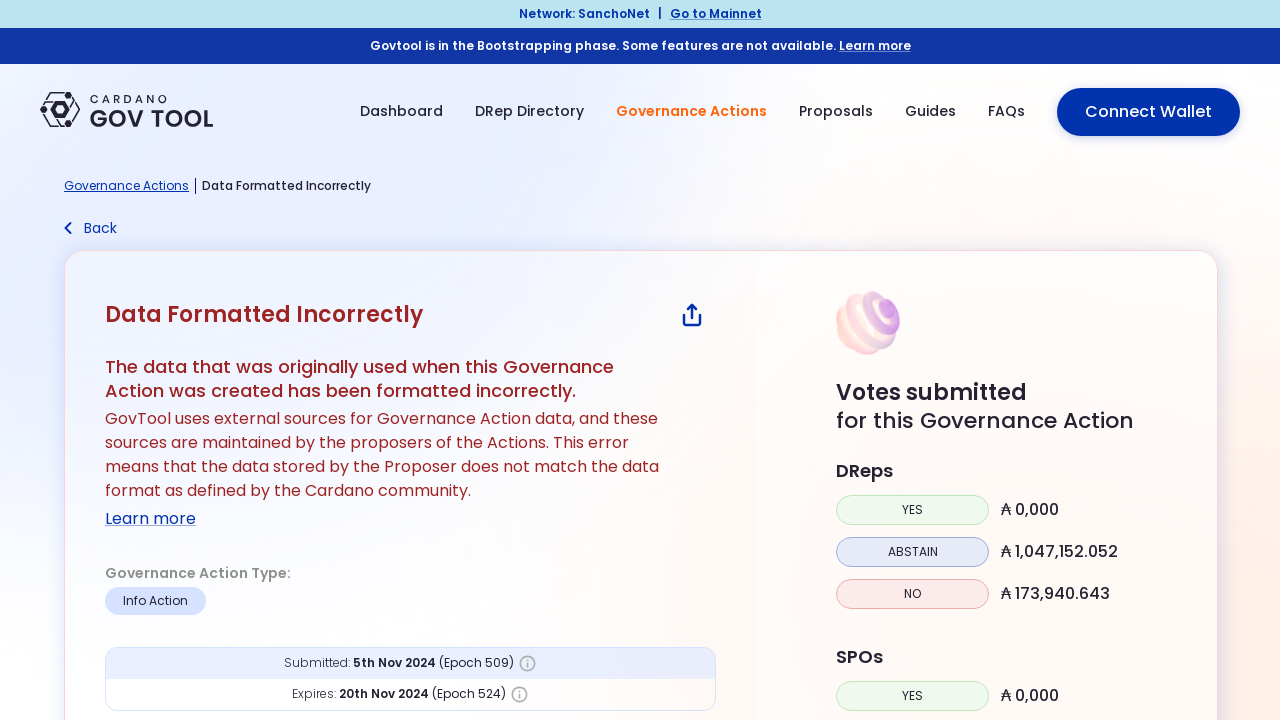 Network: SanchoNet | Go to Mainnet
Govtool is in the Bootstrapping phase. Some features are not available. Learn more
CARDANO
GOV TOOL
Dashboard DRep Directory Governance Actions Proposals Guides FAQs Connect Wallet
Governance Actions | Data Formatted Incorrectly
Back
Data Formatted Incorrectly
The data that was originally used when this Governance
Action was created has been formatted incorrectly.
GovTool uses external sources for Governance Action data, and these
sources are maintained by the proposers of the Actions. This error
means that the data stored by the Proposer does not match the data
format as defined by the Cardano community.
Learn more
Governance Action Type:
Info Action
Submitted: 5th Nov 2024 (Epoch 509)
Expires: 20th Nov 2024 (Epoch 524)
Votes submitted
for this Governance Action
DReps
YES ₳ 0,000
ABSTAIN ₳ 1,047,152.052
NO ₳ 173,940.643
SPOs
YES ₳ 0,000